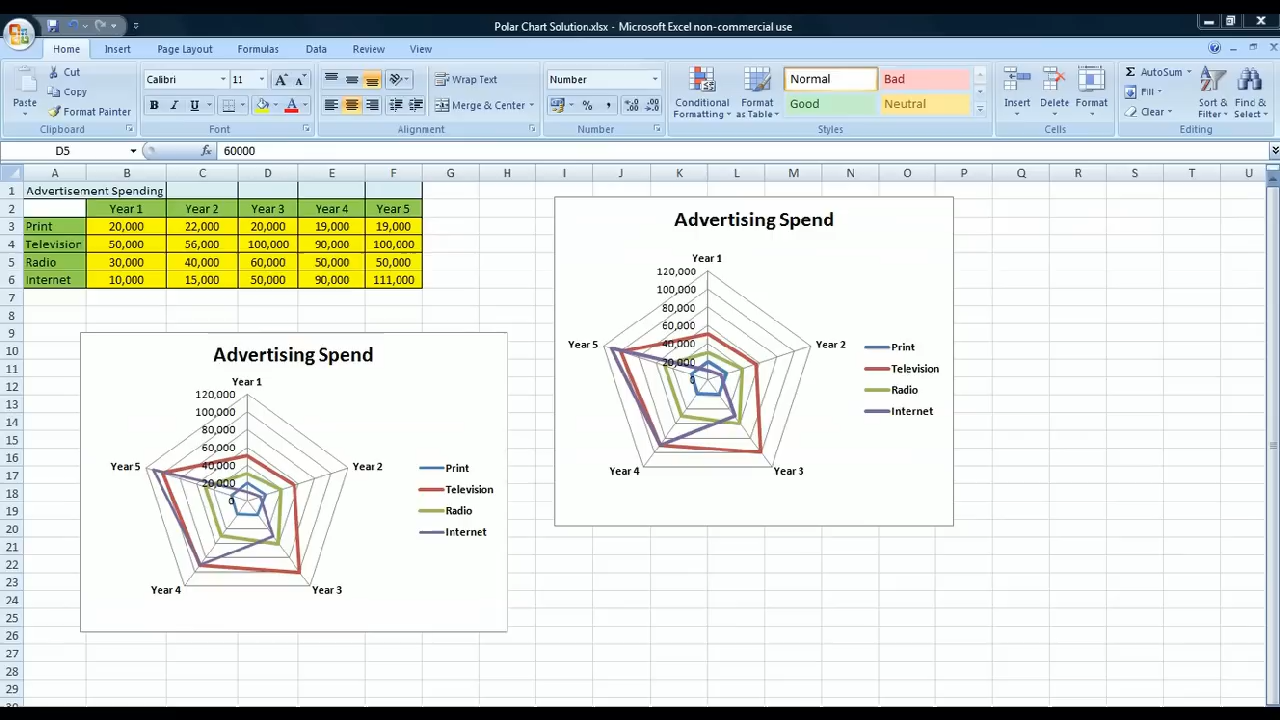 Polar Chart Solution.xlsx - Microsoft Excel non-commercial use
Home Insert Page Layout Formulas Data Review View
Paste
Cut
Copy
Format Painter
Clipboard
Calibri 11
B I U
Font
Wrap Text
Merge & Center
Alignment
Number
Number
Conditional Formatting
Format as Table
Normal Bad
Good Neutral
Styles
Insert Delete Format
Cells
AutoSum
Fill
Clear
Sort & Filter
Find & Select
Editing
D5 fx 60000
A B C D E F G H I J K L M N O P Q R S T U
1 Advertisement Spending
2 Year 1 Year 2 Year 3 Year 4 Year 5
3 Print 20,000 22,000 20,000 19,000 19,000
4 Television 50,000 56,000 100,000 90,000 100,000
5 Radio 30,000 40,000 60,000 50,000 50,000
6 Internet 10,000 15,000 50,000 90,000 111,000
7
8
9
10
11
12
13
14
15
16
17
18
19
20
21
22
23
24
25
26
27
28
29
Advertising Spend
Year 1
120,000
100,000
80,000
60,000
40,000
20,000
0
Year 2
Year 3
Year 4
Year 5
Print
Television
Radio
Internet
Advertising Spend
Year 1
120,000
100,000
80,000
60,000
40,000
20,000
0
Year 2
Year 3
Year 4
Year 5
Print
Television
Radio
Internet